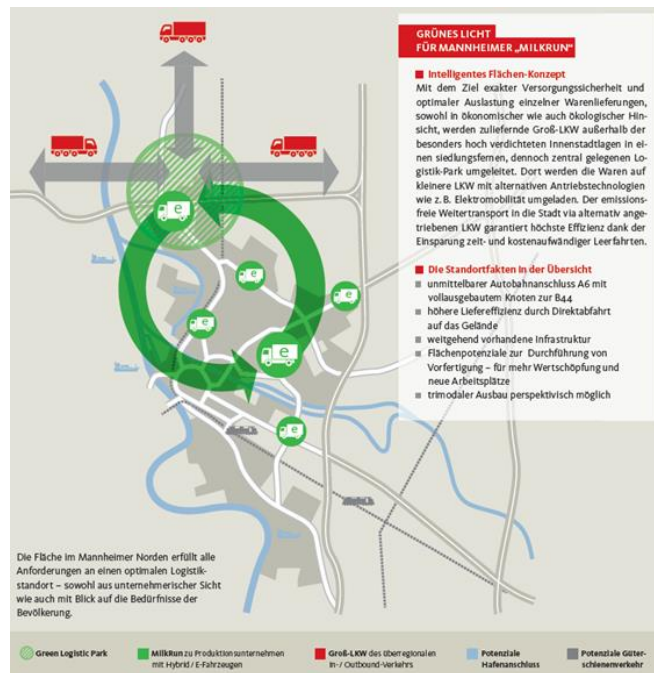 GRÜNES LICHT
FÜR MANNHEIMER „MILKRUN“
Intelligentes Flächen-Konzept
Mit dem Ziel exakter Versorgungssicherheit und
optimaler Auslastung einzelner Warenlieferungen,
sowohl in ökonomischer wie auch ökologischer Hin-
sicht, werden zuliefernde Groß-LKW außerhalb der
besonders hoch verdichteten Innenstadtlagen in ei-
nen siedlungsfernen, dennoch zentral gelegenen Lo-
gistik-Park umgeleitet. Dort werden die Waren auf
kleinere LKW mit alternativen Antriebstechnologien
wie z. B. Elektromobilität umgeladen. Der emissions-
freie Weitertransport in die Stadt via alternativ ange-
triebenen LKW garantiert höchste Effizienz dank der
Einsparung zeit- und kostenaufwändiger Leerfahrten.
Die Standortfakten in der Übersicht
unmittelbarer Autobahnanschluss A6 mit
vollausgebautem Knoten zur B44
höhere Liefereffizienz durch Direktabfahrt
auf das Gelände
weitgehend vorhandene Infrastruktur
Flächenpotenziale zur Durchführung von
Vorfertigung – für mehr Wertschöpfung und
neue Arbeitsplätze
trimodaler Ausbau perspektivisch möglich
e
e
e
e
e
e
Die Fläche im Mannheimer Norden erfüllt alle
Anforderungen an einen optimalen Logistik-
standort – sowohl aus unternehmerischer Sicht
wie auch mit Blick auf die Bedürfnisse der
Bevölkerung.
Green Logistic Park
MilkRun zu Produktionsunternehmen
mit Hybrid / E-Fahrzeugen
Groß-LKW des überregionalen
In-/ Outbound-Verkehrs
Potenziale
Hafenanschluss
Potenziale Güter-
schienenverkehr